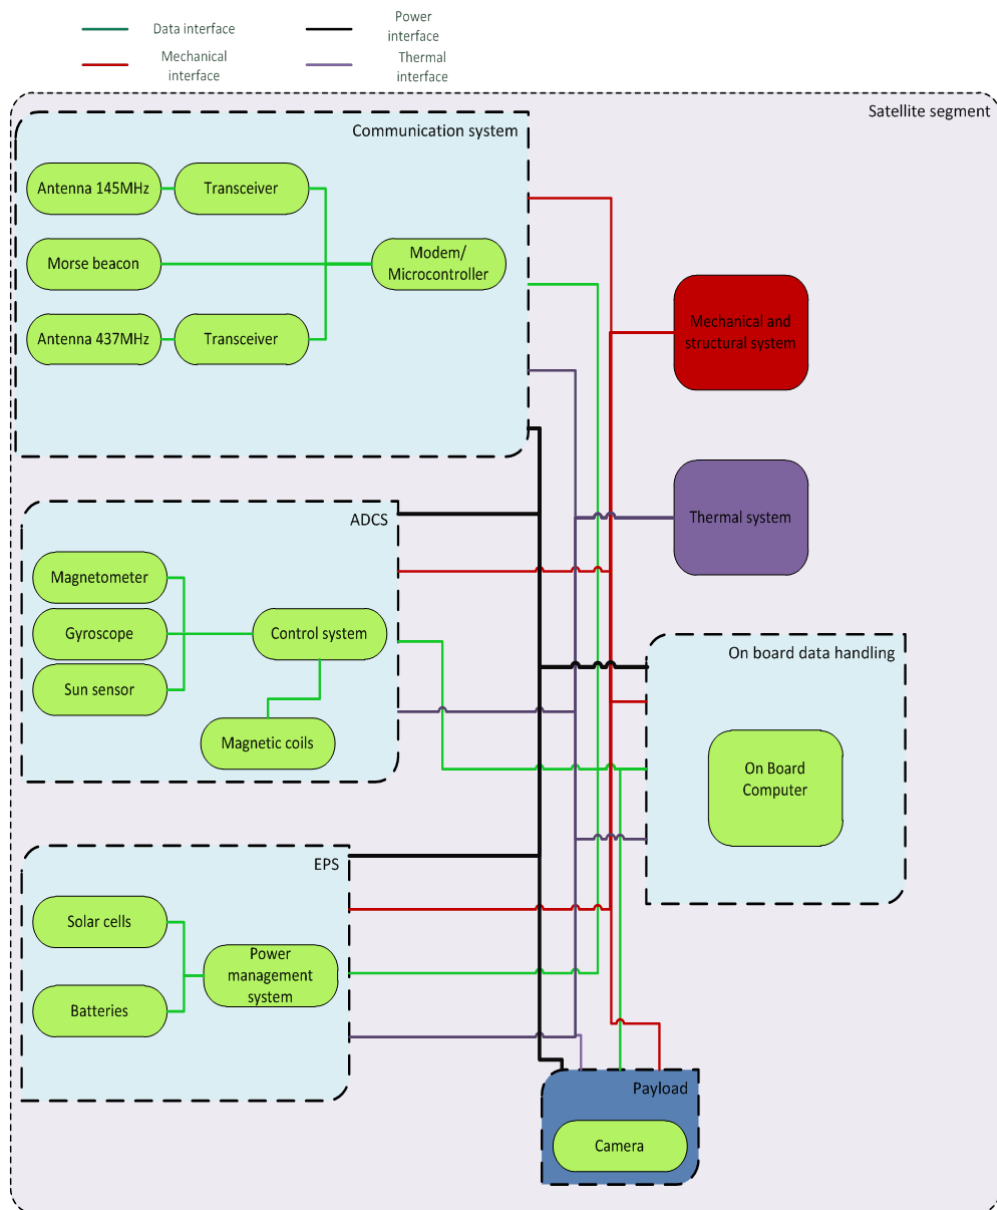 Data interface
Power
interface
Mechanical
interface
Thermal
interface
Satellite segment
Communication system
Antenna 145MHz
Transceiver
Morse beacon
Modem/
Microcontroller
Antenna 437MHz
Transceiver
Mechanical and
structural system
Thermal system
ADCS
Magnetometer
Gyroscope
Control system
Sun sensor
Magnetic coils
On board data handling
On Board
Computer
EPS
Solar cells
Power
management
system
Batteries
Payload
Camera